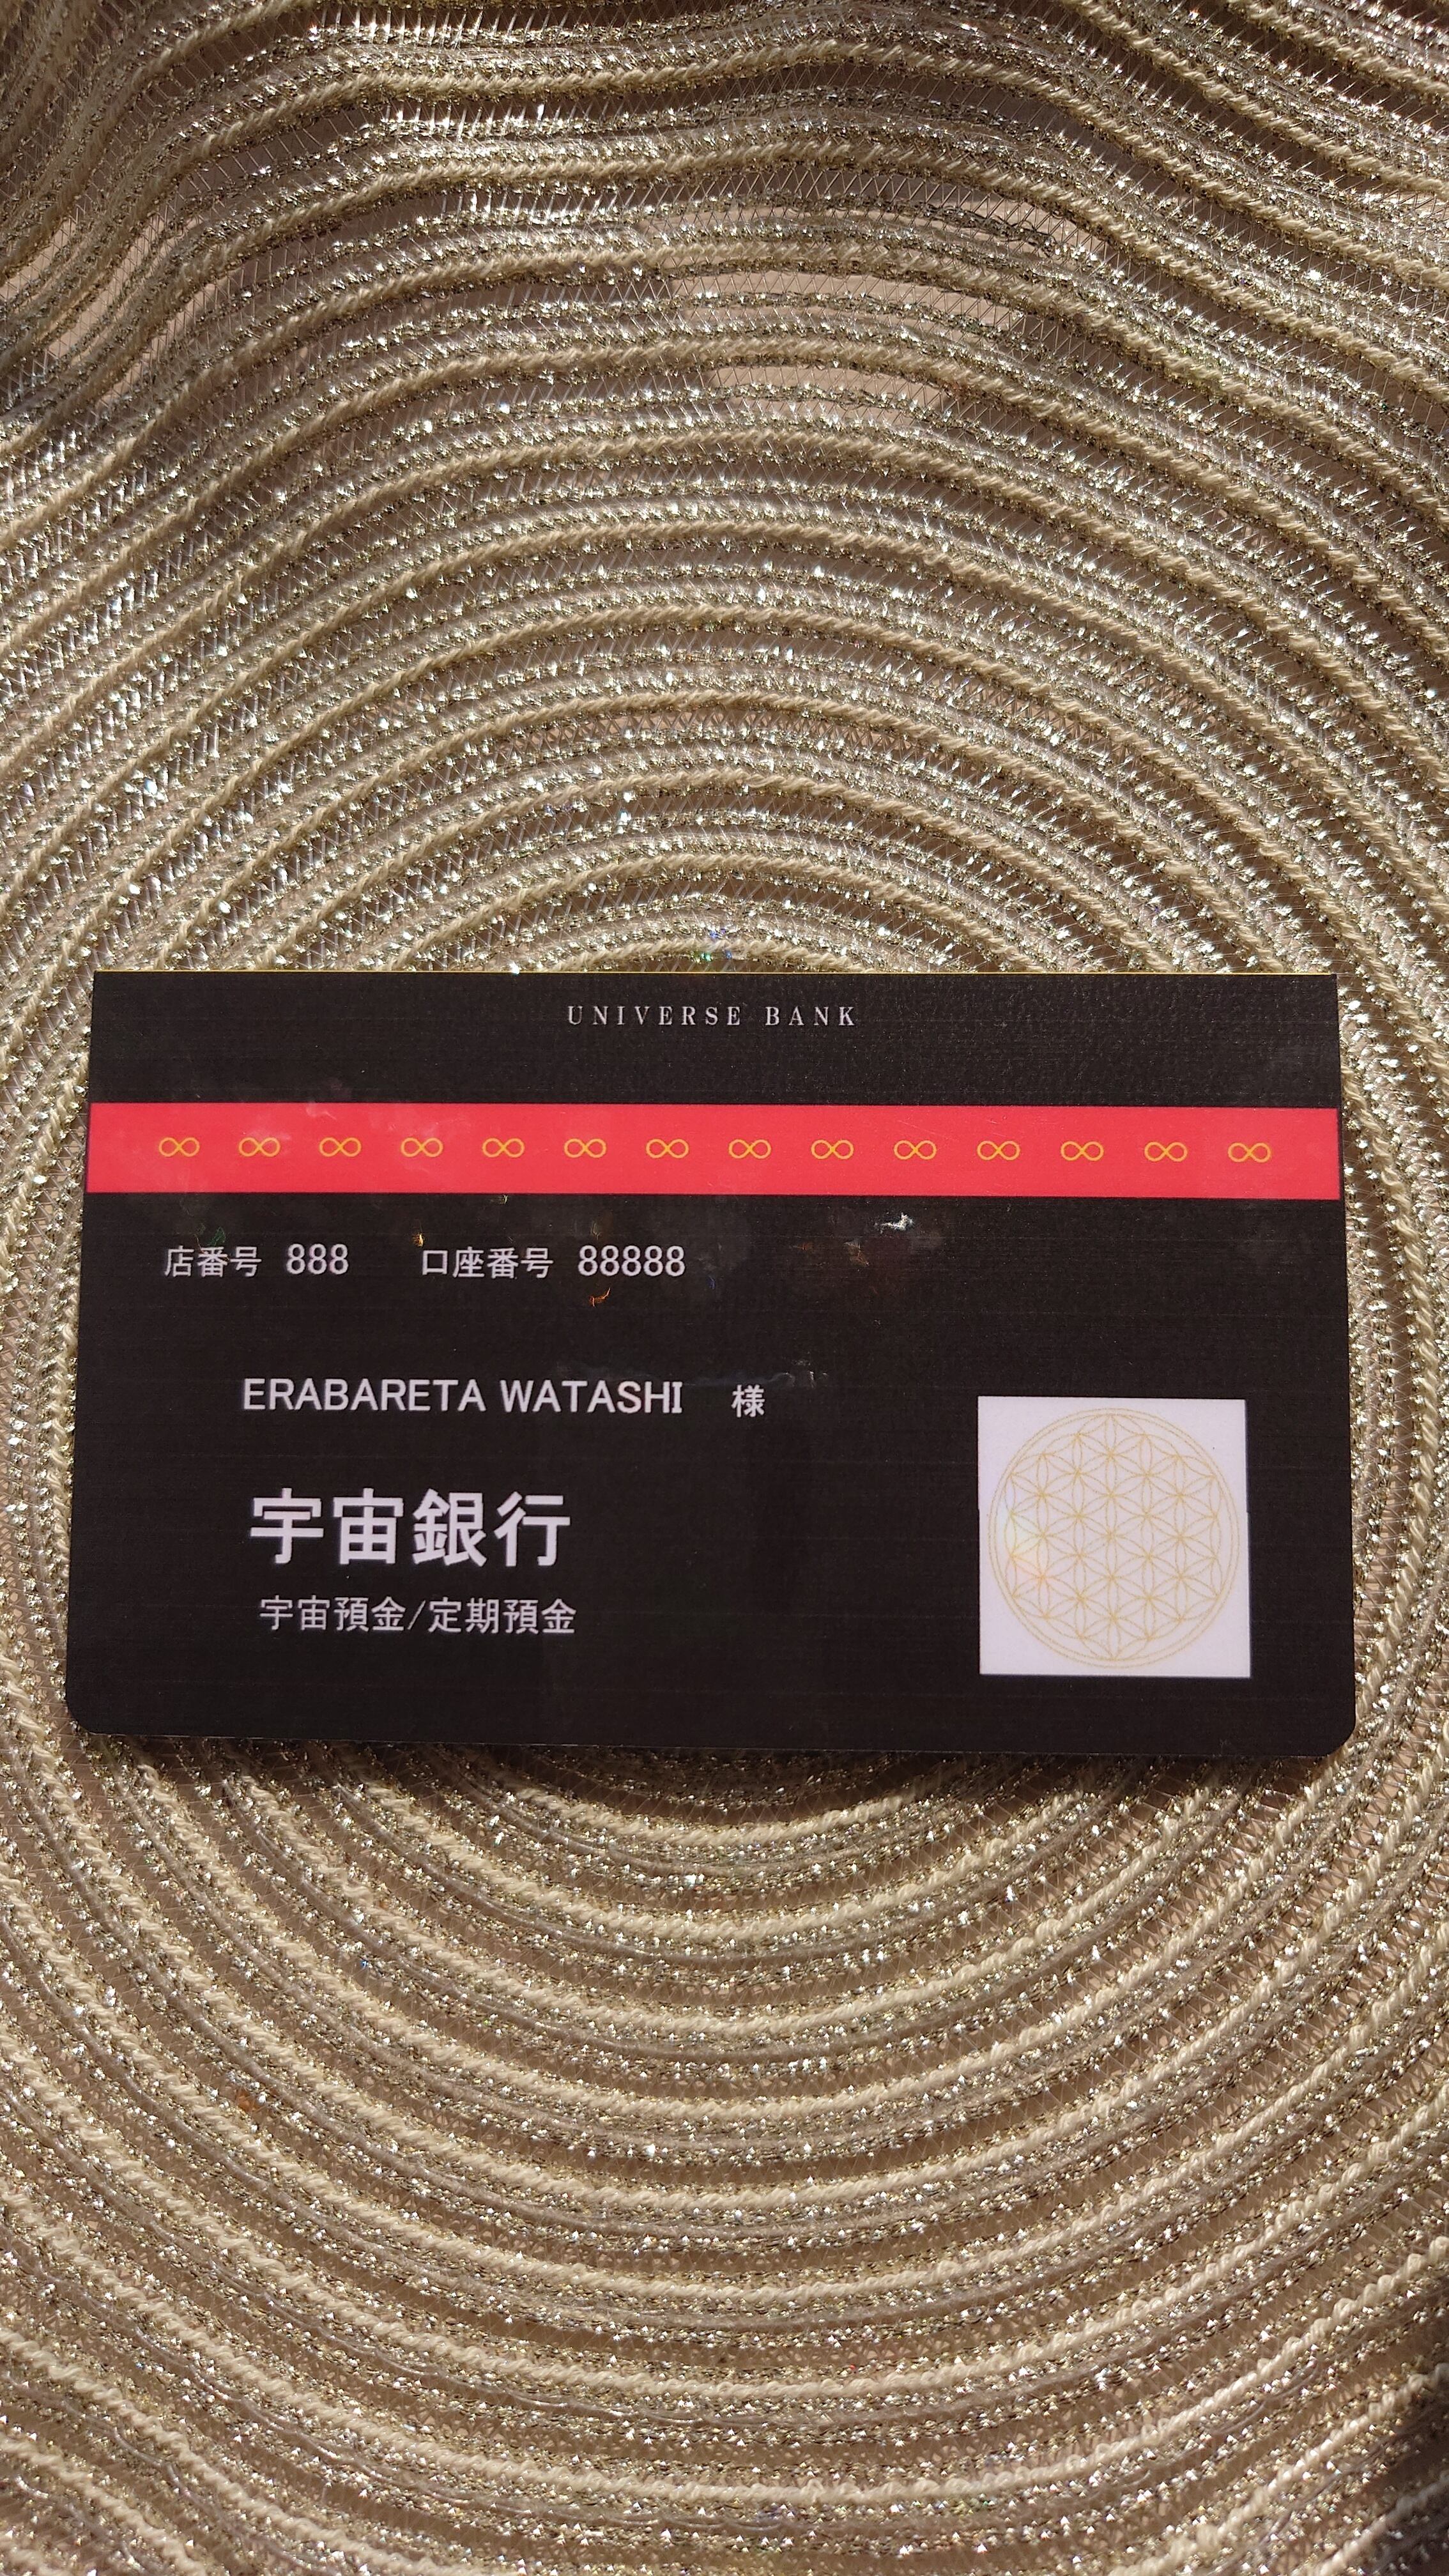 UNIVERSE BANK
∞ ∞ ∞ ∞ ∞ ∞ ∞ ∞ ∞ ∞ ∞ ∞ ∞ ∞
店番号 888 口座番号 88888
ERABARETA WATASHI 様
宇宙銀行
宇宙預金/定期預金